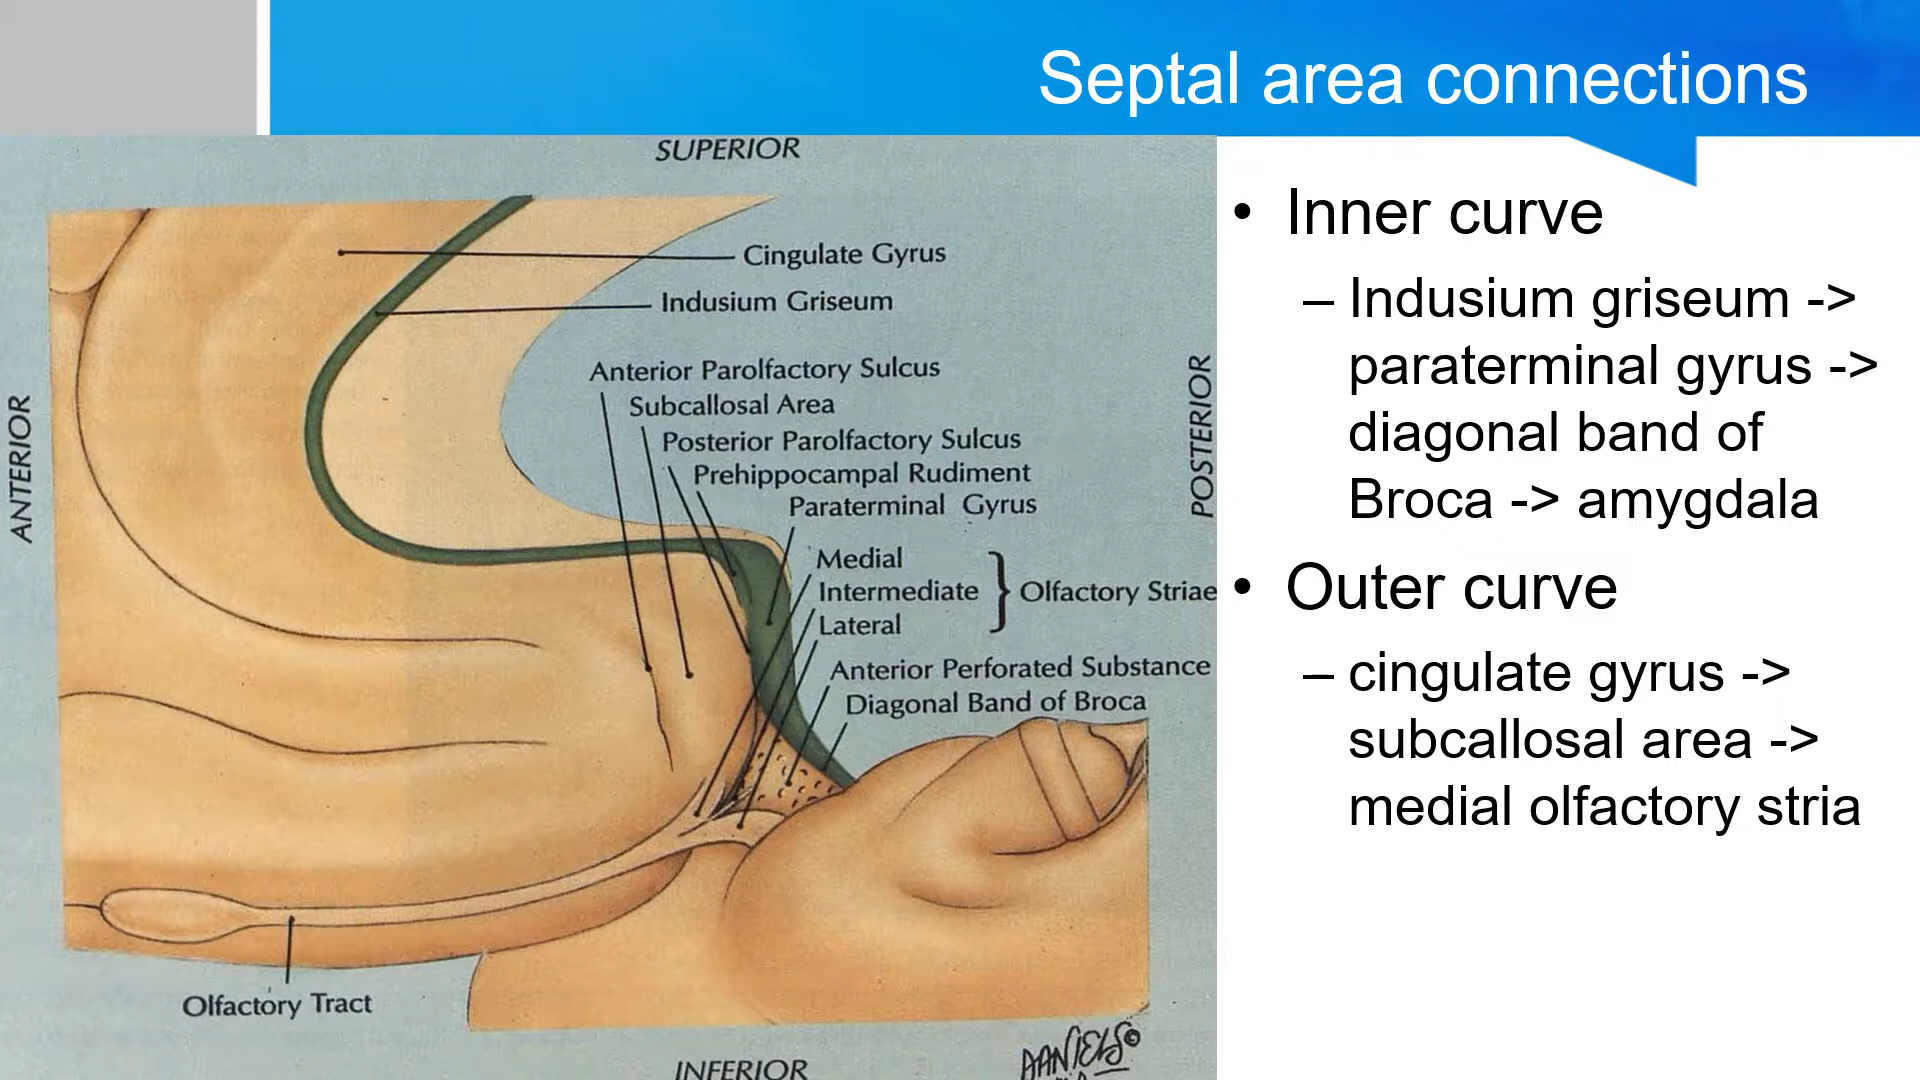 Septal area connections
SUPERIOR
Cingulate Gyrus
Indusium Griseum
Anterior Parolfactory Sulcus
Subcallosal Area
Posterior Parolfactory Sulcus
Prehippocampal Rudiment
Paraterminal Gyrus
Medial
Intermediate
Lateral
Olfactory Striae
Anterior Perforated Substance
Diagonal Band of Broca
ANTERIOR
POSTERIOR
Olfactory Tract
INFERIOR
DANIELS©
• Inner curve
– Indusium griseum ->
paraterminal gyrus ->
diagonal band of
Broca -> amygdala
• Outer curve
– cingulate gyrus ->
subcallosal area ->
medial olfactory stria